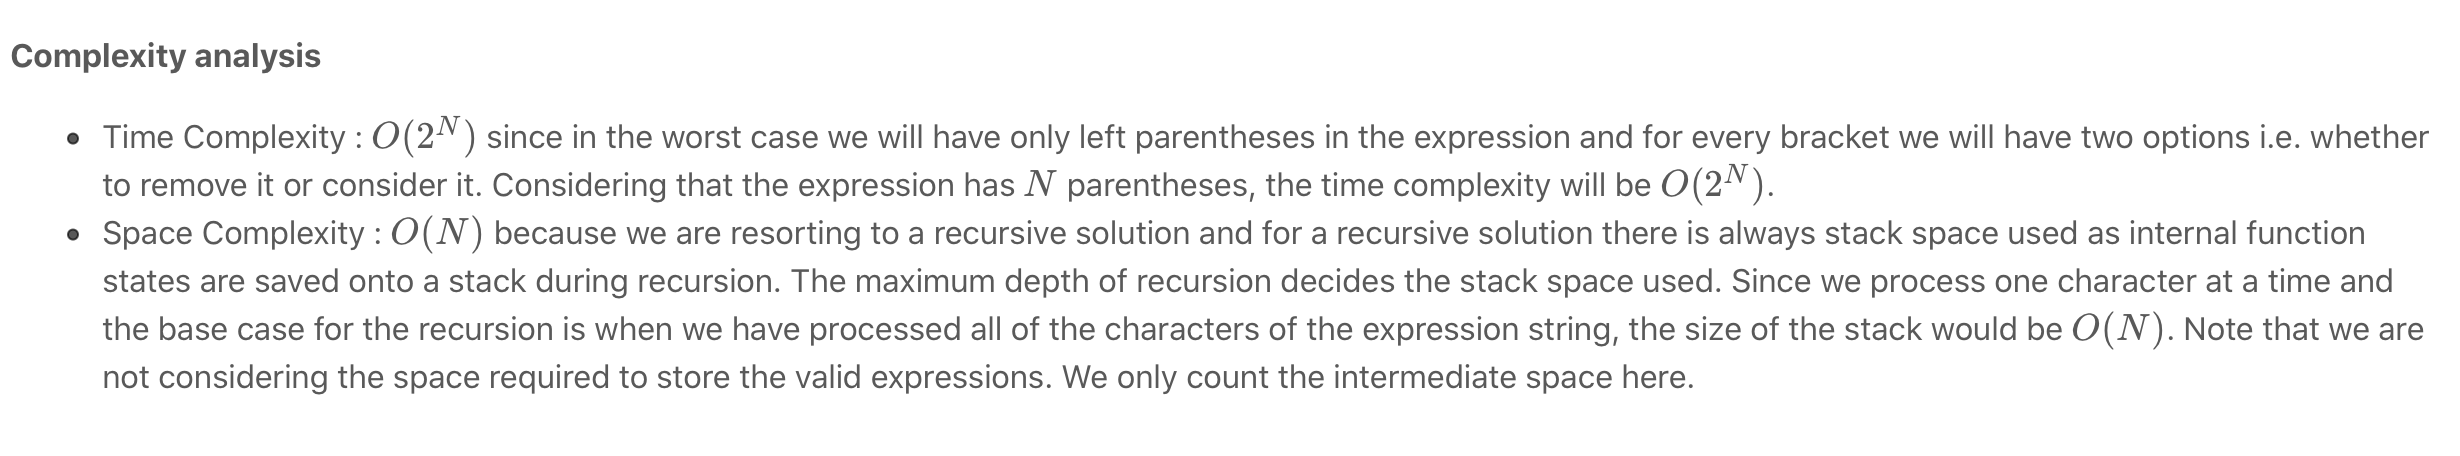 Complexity analysis
• Time Complexity : O(2^N) since in the worst case we will have only left parentheses in the expression and for every bracket we will have two options i.e. whether
to remove it or consider it. Considering that the expression has N parentheses, the time complexity will be O(2^N).
• Space Complexity : O(N) because we are resorting to a recursive solution and for a recursive solution there is always stack space used as internal function
states are saved onto a stack during recursion. The maximum depth of recursion decides the stack space used. Since we process one character at a time and
the base case for the recursion is when we have processed all of the characters of the expression string, the size of the stack would be O(N). Note that we are
not considering the space required to store the valid expressions. We only count the intermediate space here.